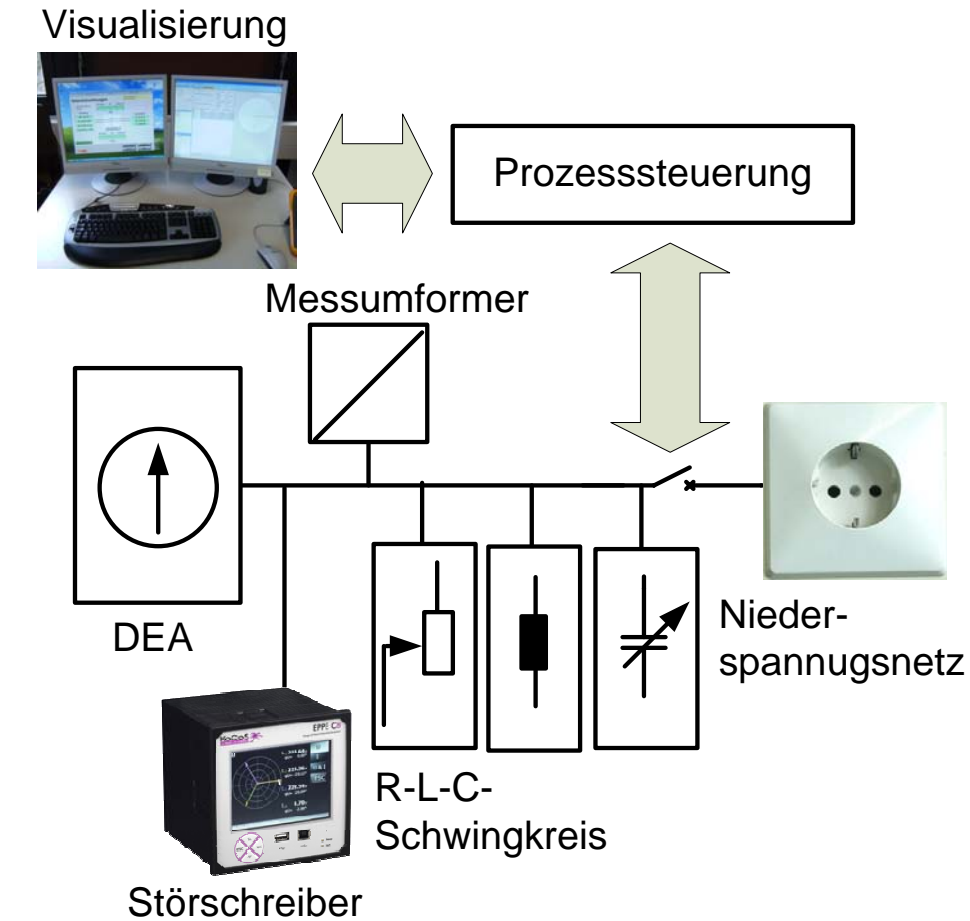 Visualisierung
Prozesssteuerung
Messumformer
DEA
Nieder-
spannugsnetz
R-L-C-
Schwingkreis
Störschreiber